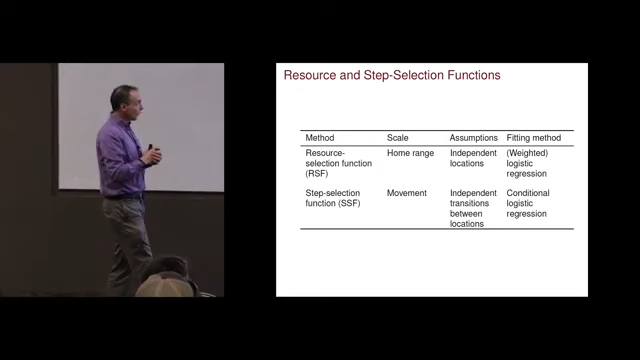 Resource and Step-Selection Functions
Method Scale Assumptions Fitting method
Resource- Home range Independent (Weighted)
selection function locations logistic
(RSF) regression
Step-selection Movement Independent Conditional
function (SSF) transitions logistic
between regression
locations